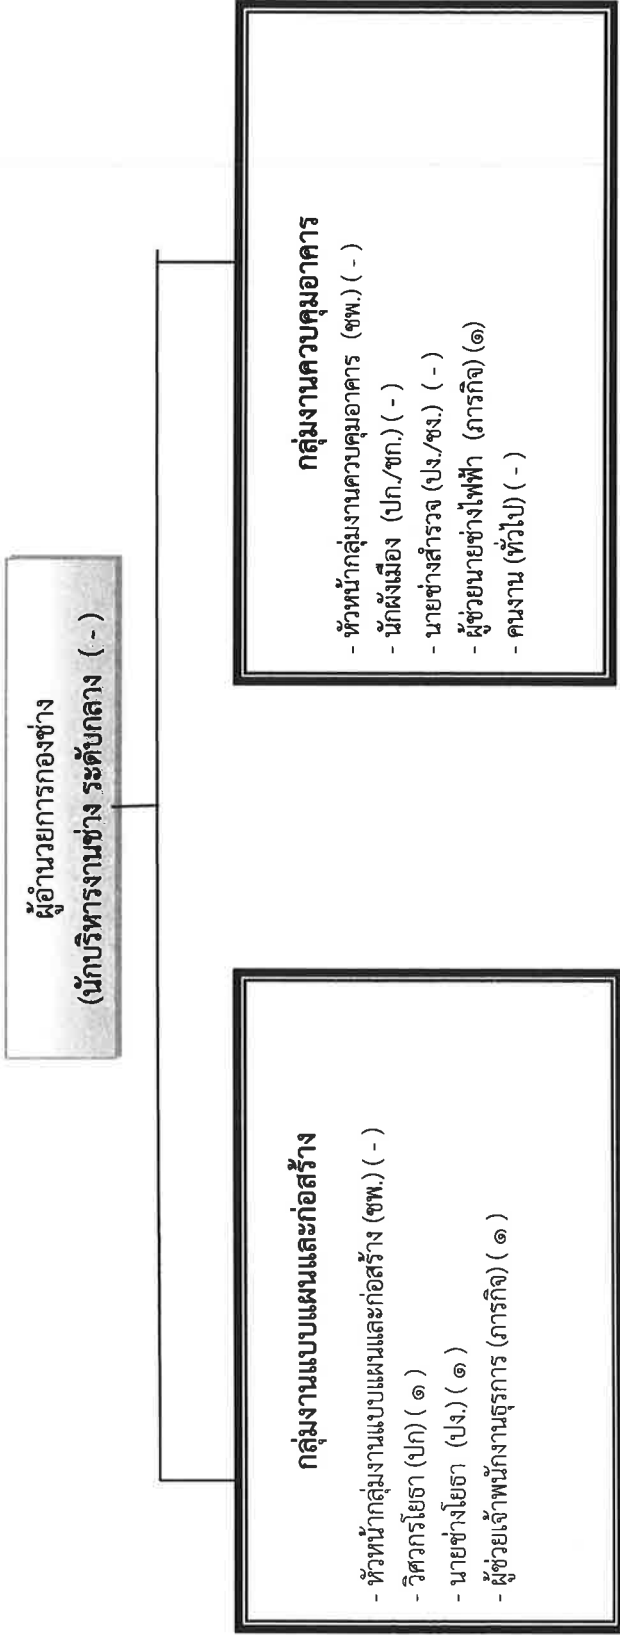 ผู้อำนวยการกองช่าง
(นักบริหารงานช่าง ระดับกลาง ( - )
กลุ่มงานแบบแผนและก่อสร้าง
- หัวหน้ากลุ่มงานแบบแผนและก่อสร้าง (ชพ.) ( - )
- วิศวกรโยธา (ปก) ( ๑ )
- นายช่างโยธา (ปง.) ( ๑ )
- ผู้ช่วยเจ้าพนักงานธุรการ (ภารกิจ) ( ๑ )
กลุ่มงานควบคุมอาคาร
- หัวหน้ากลุ่มงานควบคุมอาคาร (ชพ.) ( - )
- นักผังเมือง (ปก./ชก.) ( - )
- นายช่างสำรวจ (ปง./ชง.) ( - )
- ผู้ช่วยนายช่างไฟฟ้า (ภารกิจ) (๑)
- คนงาน (ทั่วไป) ( - )